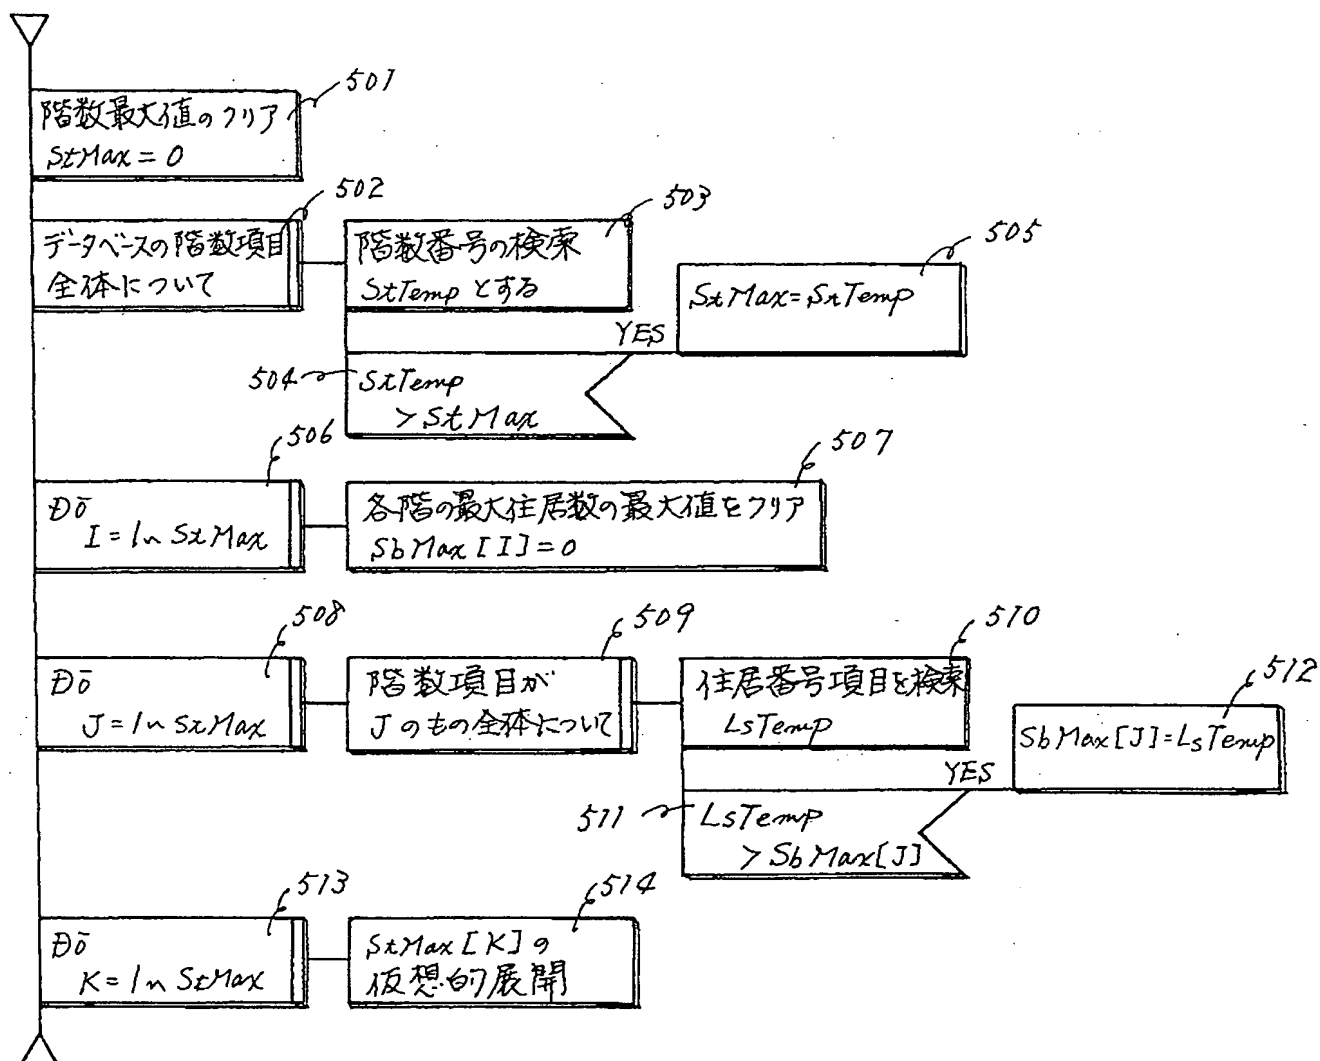 501
階数最大値のクリア
StMax = 0
502
データベースの階数項目
全体について
503
階数番号の検索
StTemp とする
505
StMax = StTemp
YES
504
StTemp
> StMax
506
Do
I = 1~StMax
507
各階の最大住居数の最大値をクリア
SbMax [I] = 0
508
Do
J = 1~StMax
509
階数項目が
Jのもの全体について
510
住居番号項目を検索
LsTemp
512
SbMax[J]=LsTemp
YES
511
LsTemp
> SbMax[J]
513
Do
K = 1~StMax
514
StMax [K] の
仮想的展開